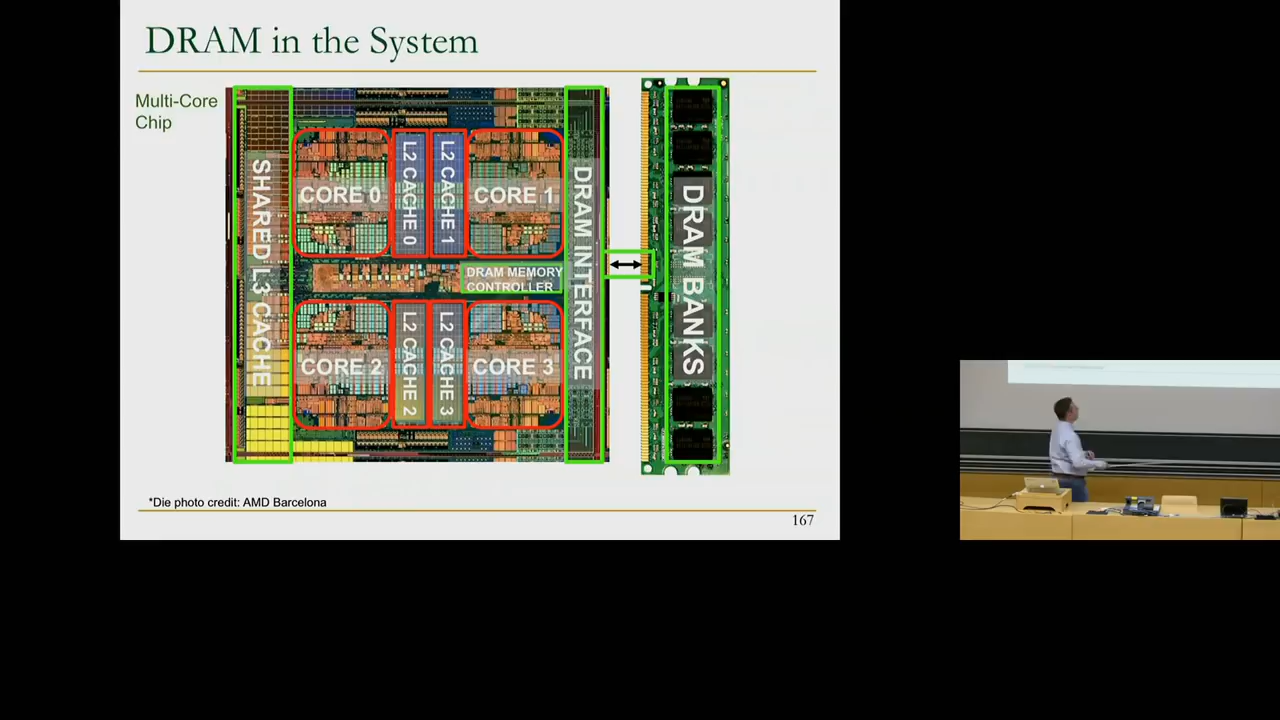 DRAM in the System
Multi-Core
Chip
SHARED L3 CACHE
CORE 0
L2 CACHE 0
L2 CACHE 1
CORE 1
DRAM MEMORY
CONTROLLER
CORE 2
L2 CACHE 2
L2 CACHE 3
CORE 3
DRAM INTERFACE
DRAM BANKS
*Die photo credit: AMD Barcelona
167